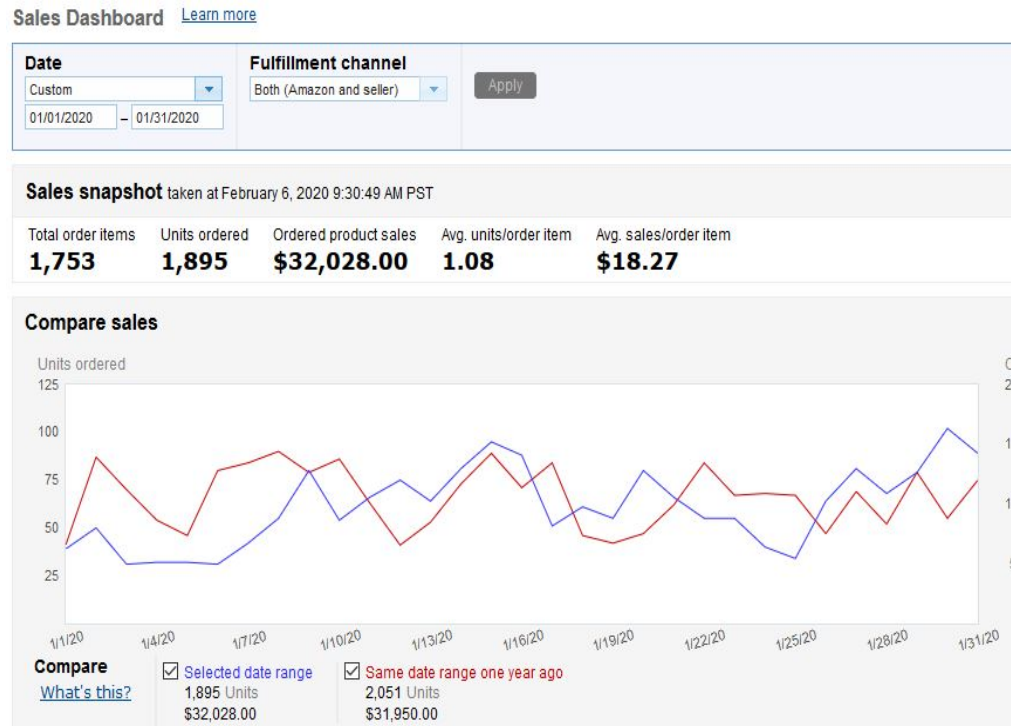 Sales Dashboard Learn more
Date Fulfillment channel
Custom Both (Amazon and seller) Apply
01/01/2020 – 01/31/2020
Sales snapshot taken at February 6, 2020 9:30:49 AM PST
Total order items Units ordered Ordered product sales Avg. units/order item Avg. sales/order item
1,753 1,895 $32,028.00 1.08 $18.27
Compare sales
Units ordered
125
100
75
50
25
1/1/20 1/4/20 1/7/20 1/10/20 1/13/20 1/16/20 1/19/20 1/22/20 1/25/20 1/28/20 1/31/20
Compare Selected date range Same date range one year ago
What's this? 1,895 Units 2,051 Units
$32,028.00 $31,950.00